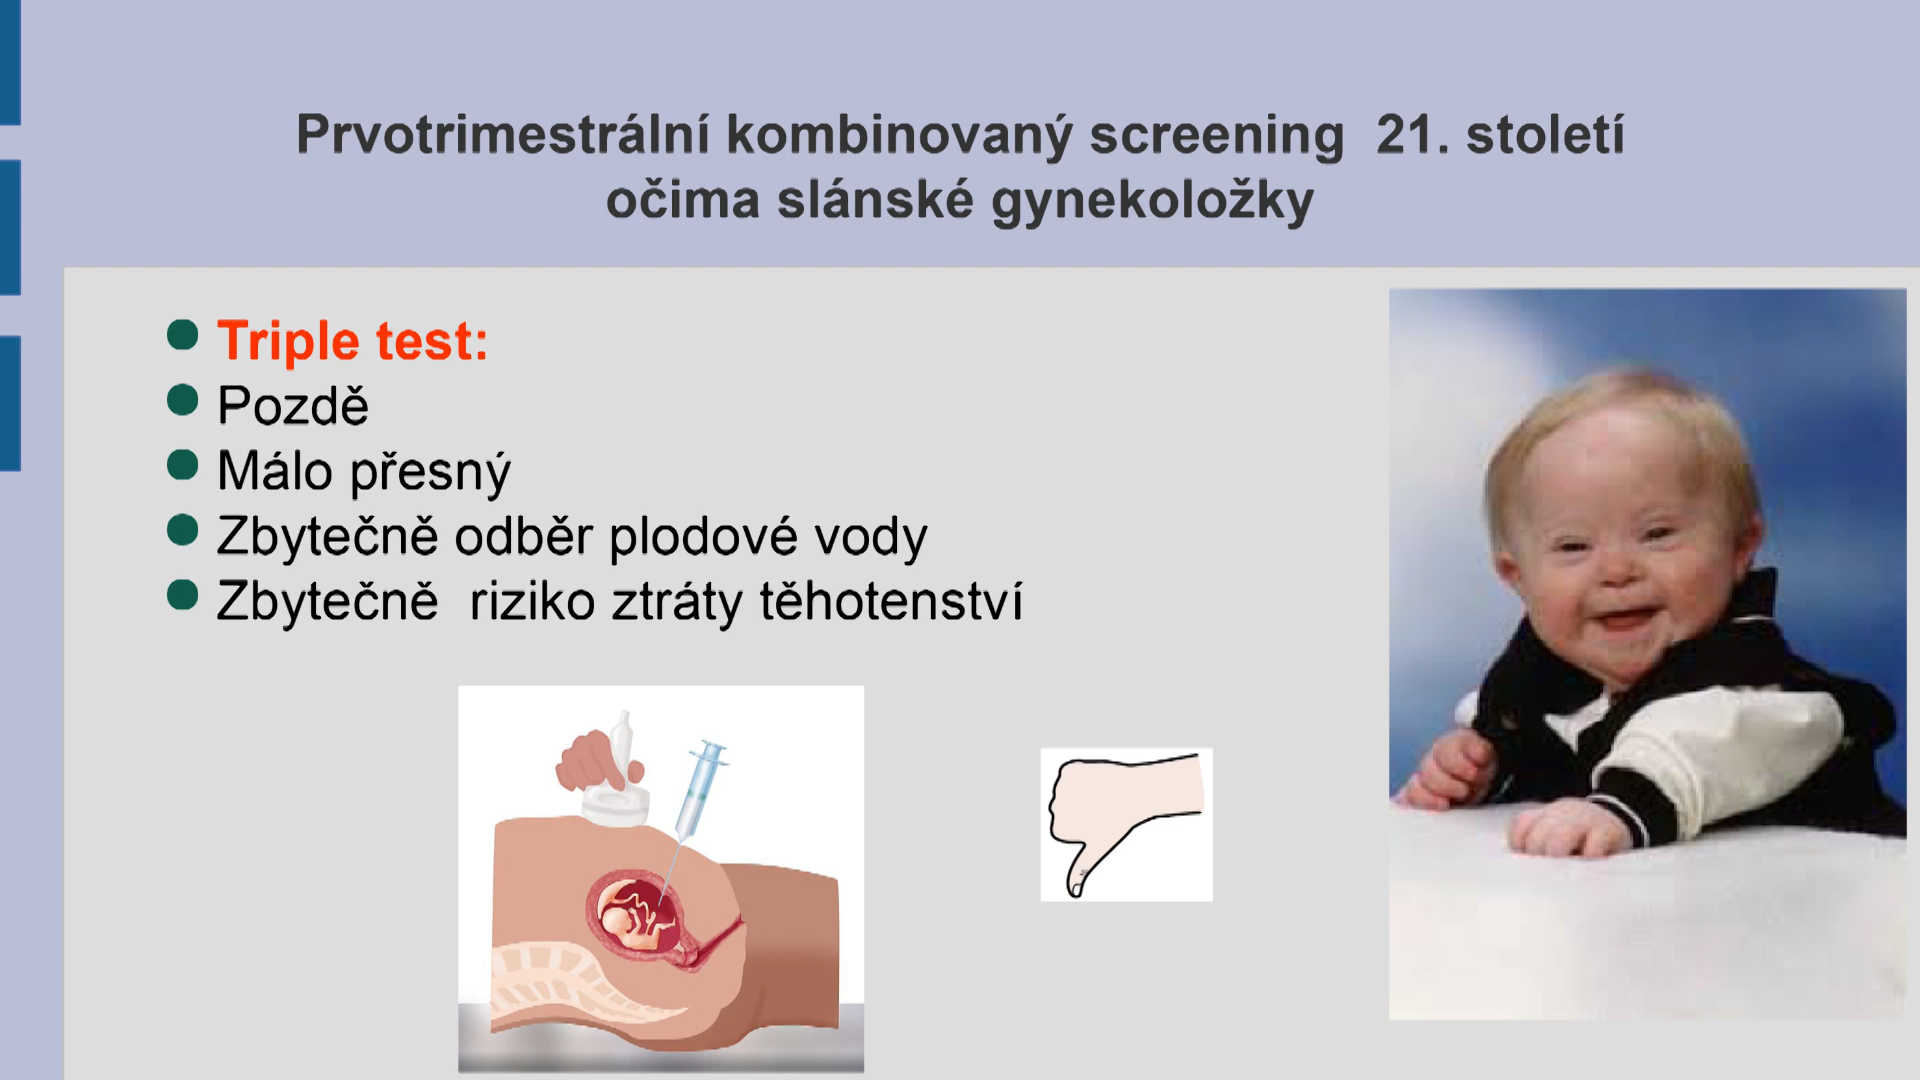 Prvotrimestrální kombinovaný screening  21. století
očima slánské gynekoložky
Triple test:
Pozdě
Málo přesný
Zbytečně odběr plodové vody
Zbytečně  riziko ztráty těhotenství